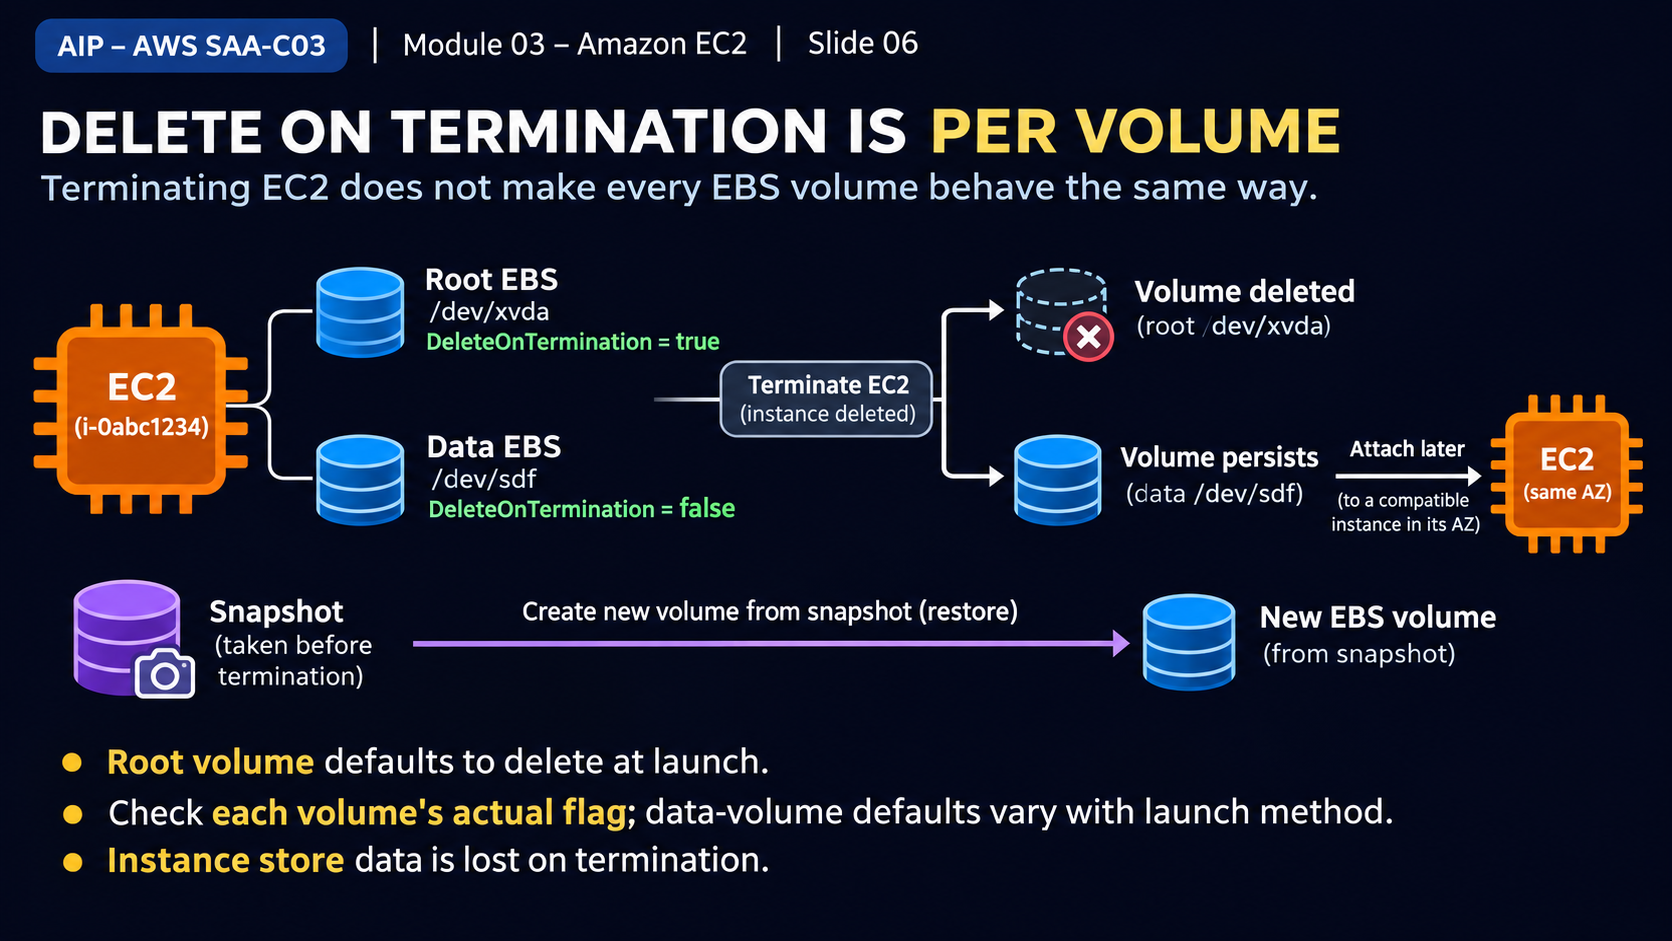 AIP – AWS SAA-C03 | Module 03 – Amazon EC2 | Slide 06
DELETE ON TERMINATION IS PER VOLUME
Terminating EC2 does not make every EBS volume behave the same way.
EC2
(i-0abc1234)
Root EBS
/dev/xvda
DeleteOnTermination = true
Data EBS
/dev/sdf
DeleteOnTermination = false
Terminate EC2
(instance deleted)
Volume deleted
(root /dev/xvda)
Volume persists
(data /dev/sdf)
Attach later
(to a compatible
instance in its AZ)
EC2
(same AZ)
Snapshot
(taken before
termination)
Create new volume from snapshot (restore)
New EBS volume
(from snapshot)
● Root volume defaults to delete at launch.
● Check each volume's actual flag; data-volume defaults vary with launch method.
● Instance store data is lost on termination.